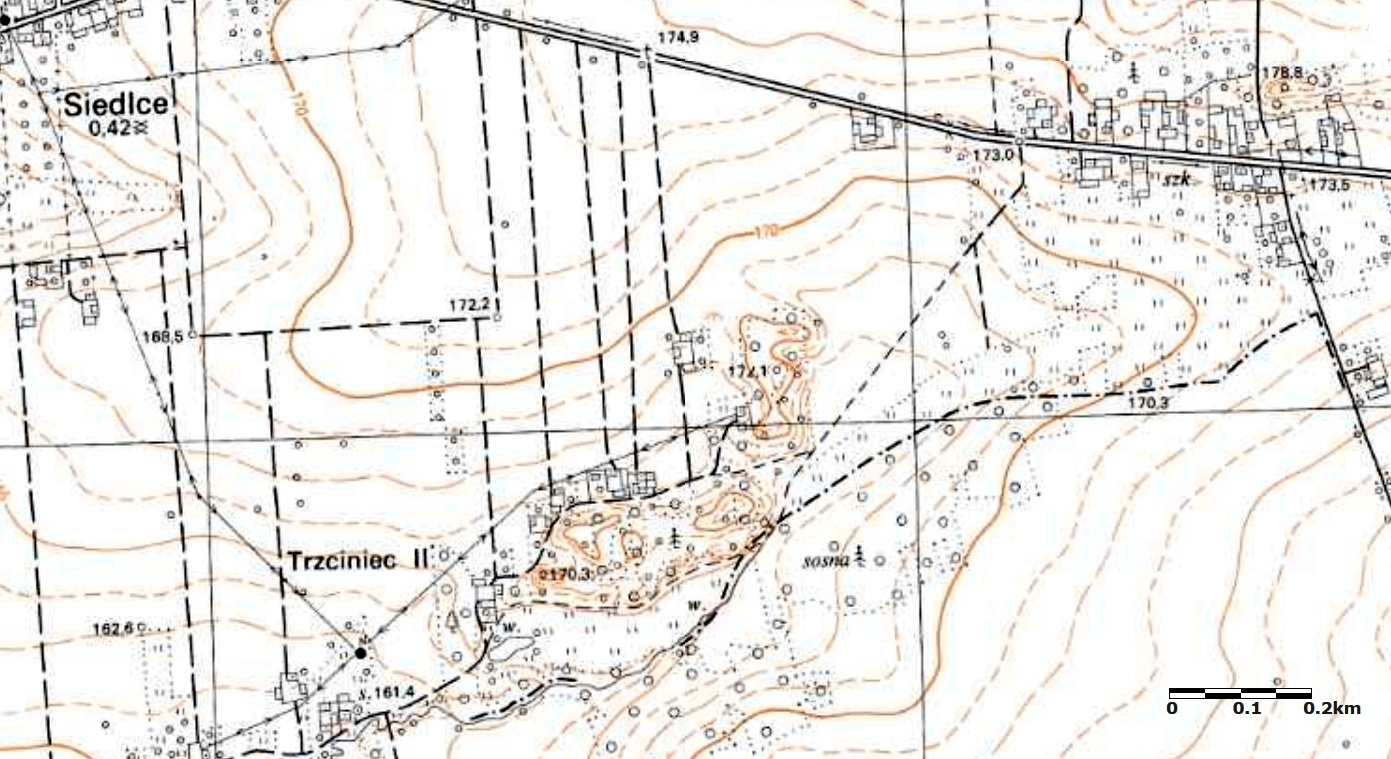 174,9
178,8
Siedlce
0.42
170
173,0
szk
173,5
170
172,2
168,5
172,1
170,3
Trzciniec II
sosna
170,3
w.
162,6
w.
s. 161,4
0 0.1 0.2km